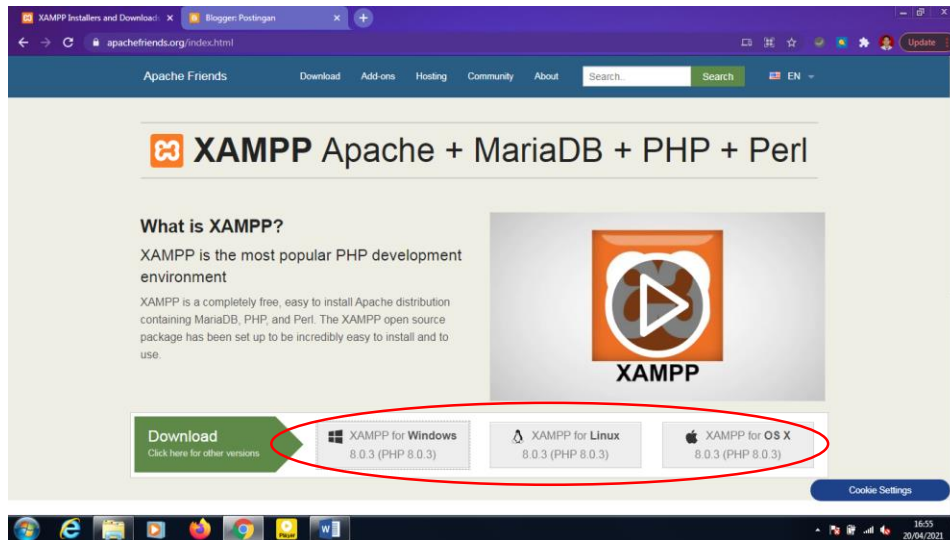 XAMPP Installers and Downloads
Blogger: Postingan
apachefriends.org/index.html
Update
Apache Friends
Download Add-ons Hosting Community About Search... Search EN
XAMPP Apache + MariaDB + PHP + Perl
What is XAMPP?
XAMPP is the most popular PHP development
environment
XAMPP is a completely free, easy to install Apache distribution
containing MariaDB, PHP, and Perl. The XAMPP open source
package has been set up to be incredibly easy to install and to
use.
XAMPP
Download
Click here for other versions
XAMPP for Windows
8.0.3 (PHP 8.0.3)
XAMPP for Linux
8.0.3 (PHP 8.0.3)
XAMPP for OS X
8.0.3 (PHP 8.0.3)
Cookie Settings
Player
W
16:55
20/04/2021